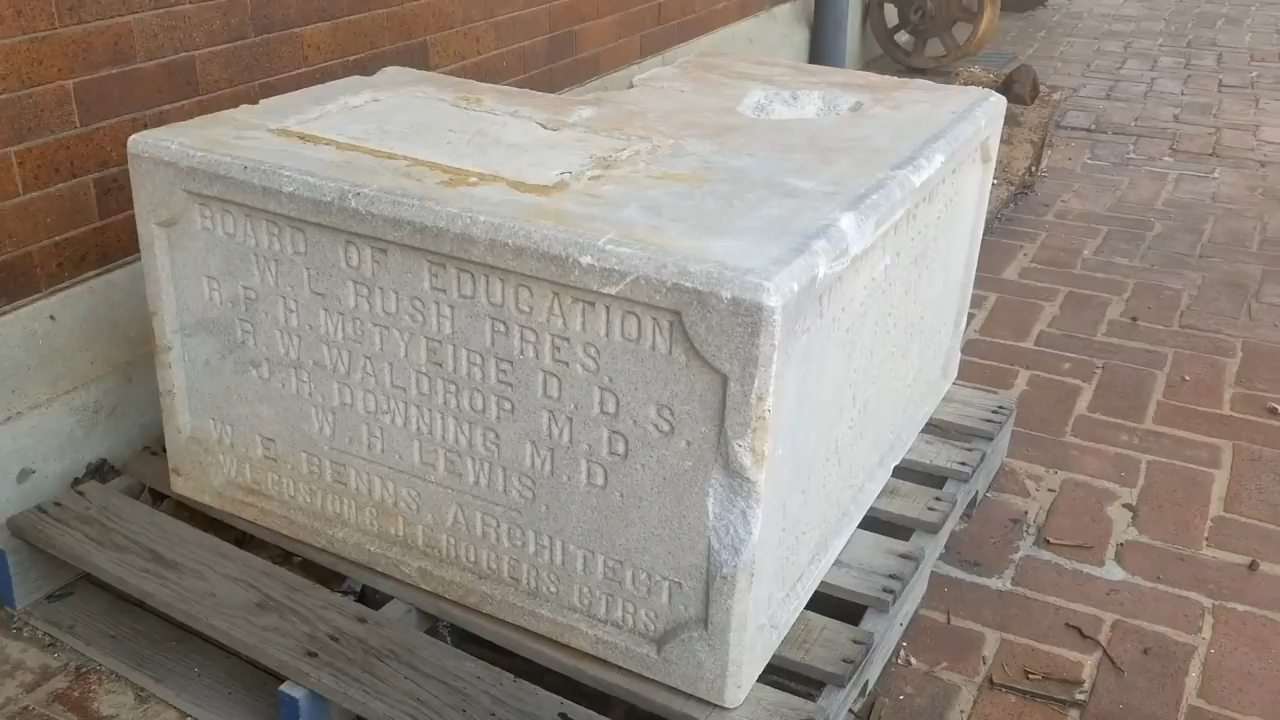 BOARD OF EDUCATION
W. L. RUSH PRES.
R. P. H. McTYEIRE D. D. S.
R. W. WALDROP M. D.
J. H. DOWNING M. D.
W. H. LEWIS.
W. E. BENNS. ARCHITECT.
W. E. COSTON & J. L. ROGERS CTRS